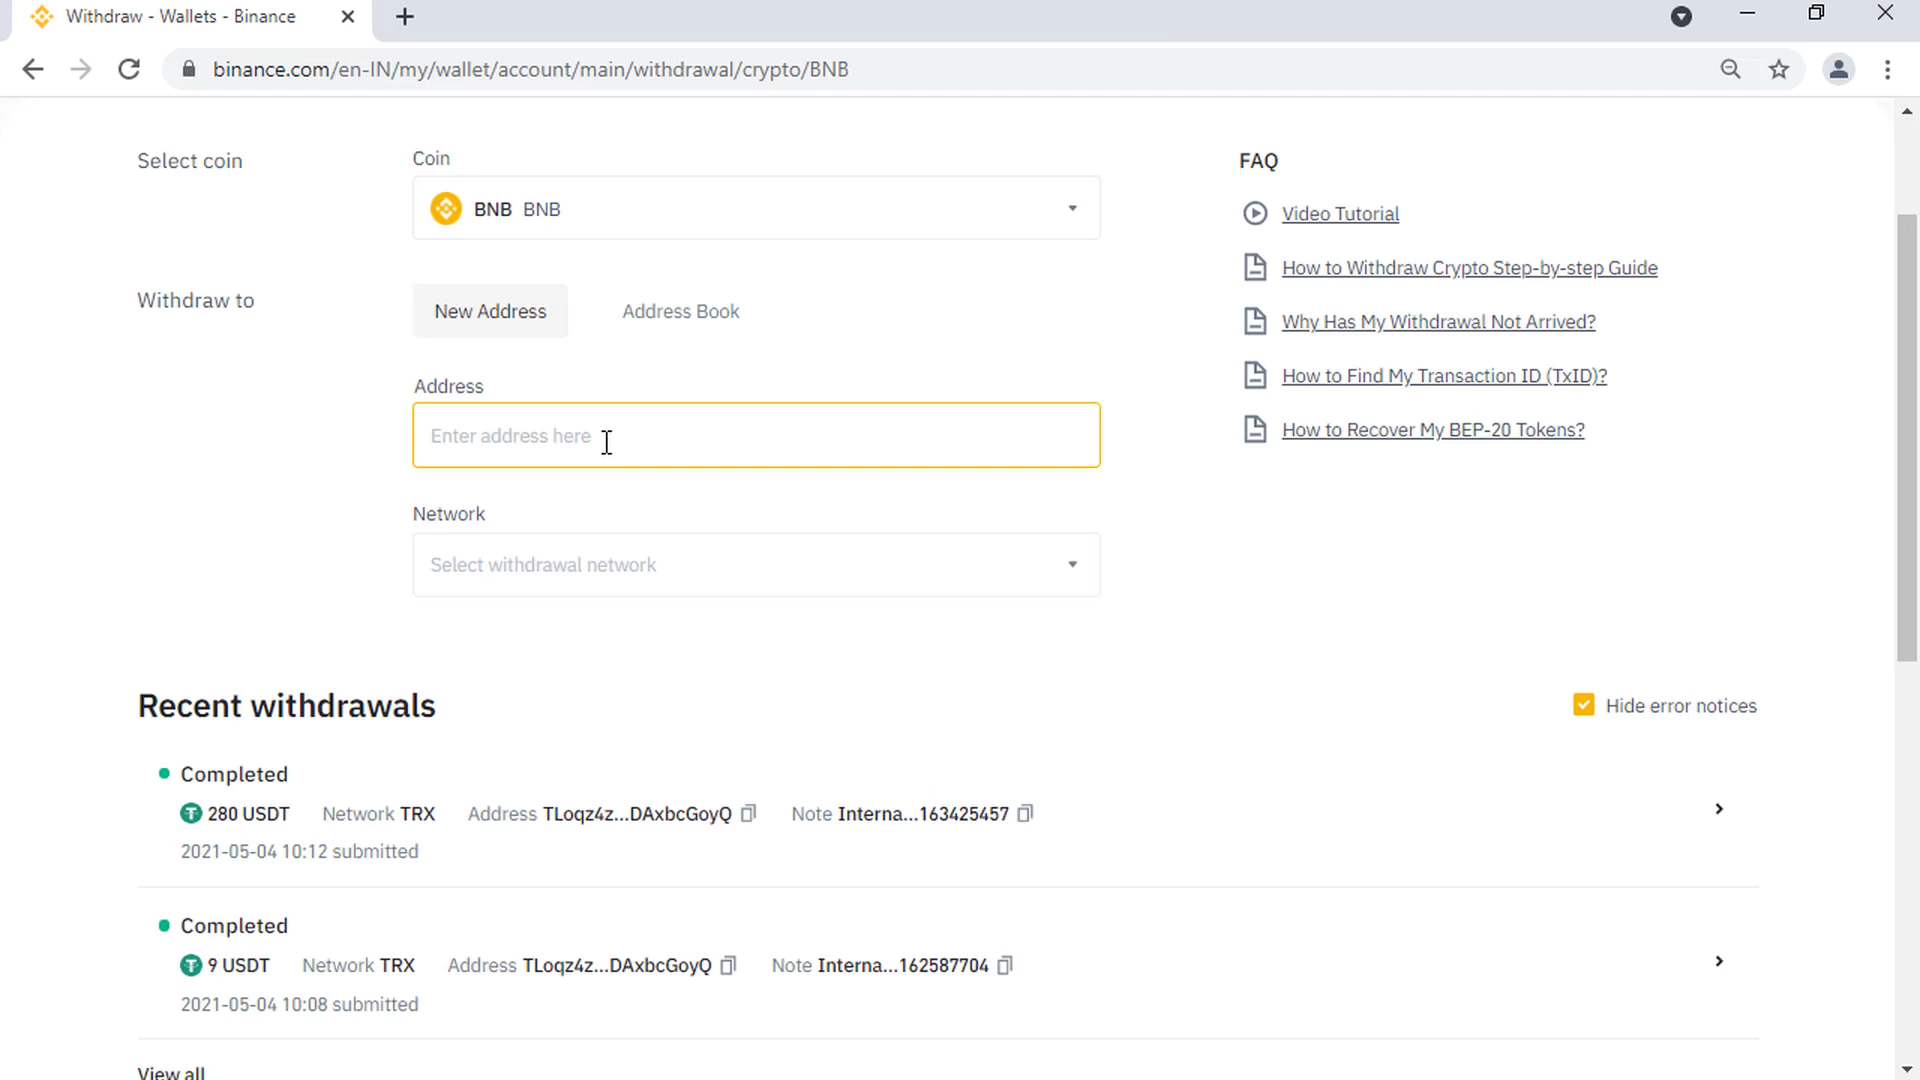 Withdraw - Wallets - Binance
binance.com/en-IN/my/wallet/account/main/withdrawal/crypto/BNB
Select coin
Coin
BNB BNB
Withdraw to
New Address
Address Book
Address
Enter address here
Network
Select withdrawal network
FAQ
Video Tutorial
How to Withdraw Crypto Step-by-step Guide
Why Has My Withdrawal Not Arrived?
How to Find My Transaction ID (TxID)?
How to Recover My BEP-20 Tokens?
Recent withdrawals
Hide error notices
Completed
280 USDT Network TRX Address TLoqz4z...DAxbcGoyQ Note Interna...163425457
2021-05-04 10:12 submitted
Completed
9 USDT Network TRX Address TLoqz4z...DAxbcGoyQ Note Interna...162587704
2021-05-04 10:08 submitted
View all